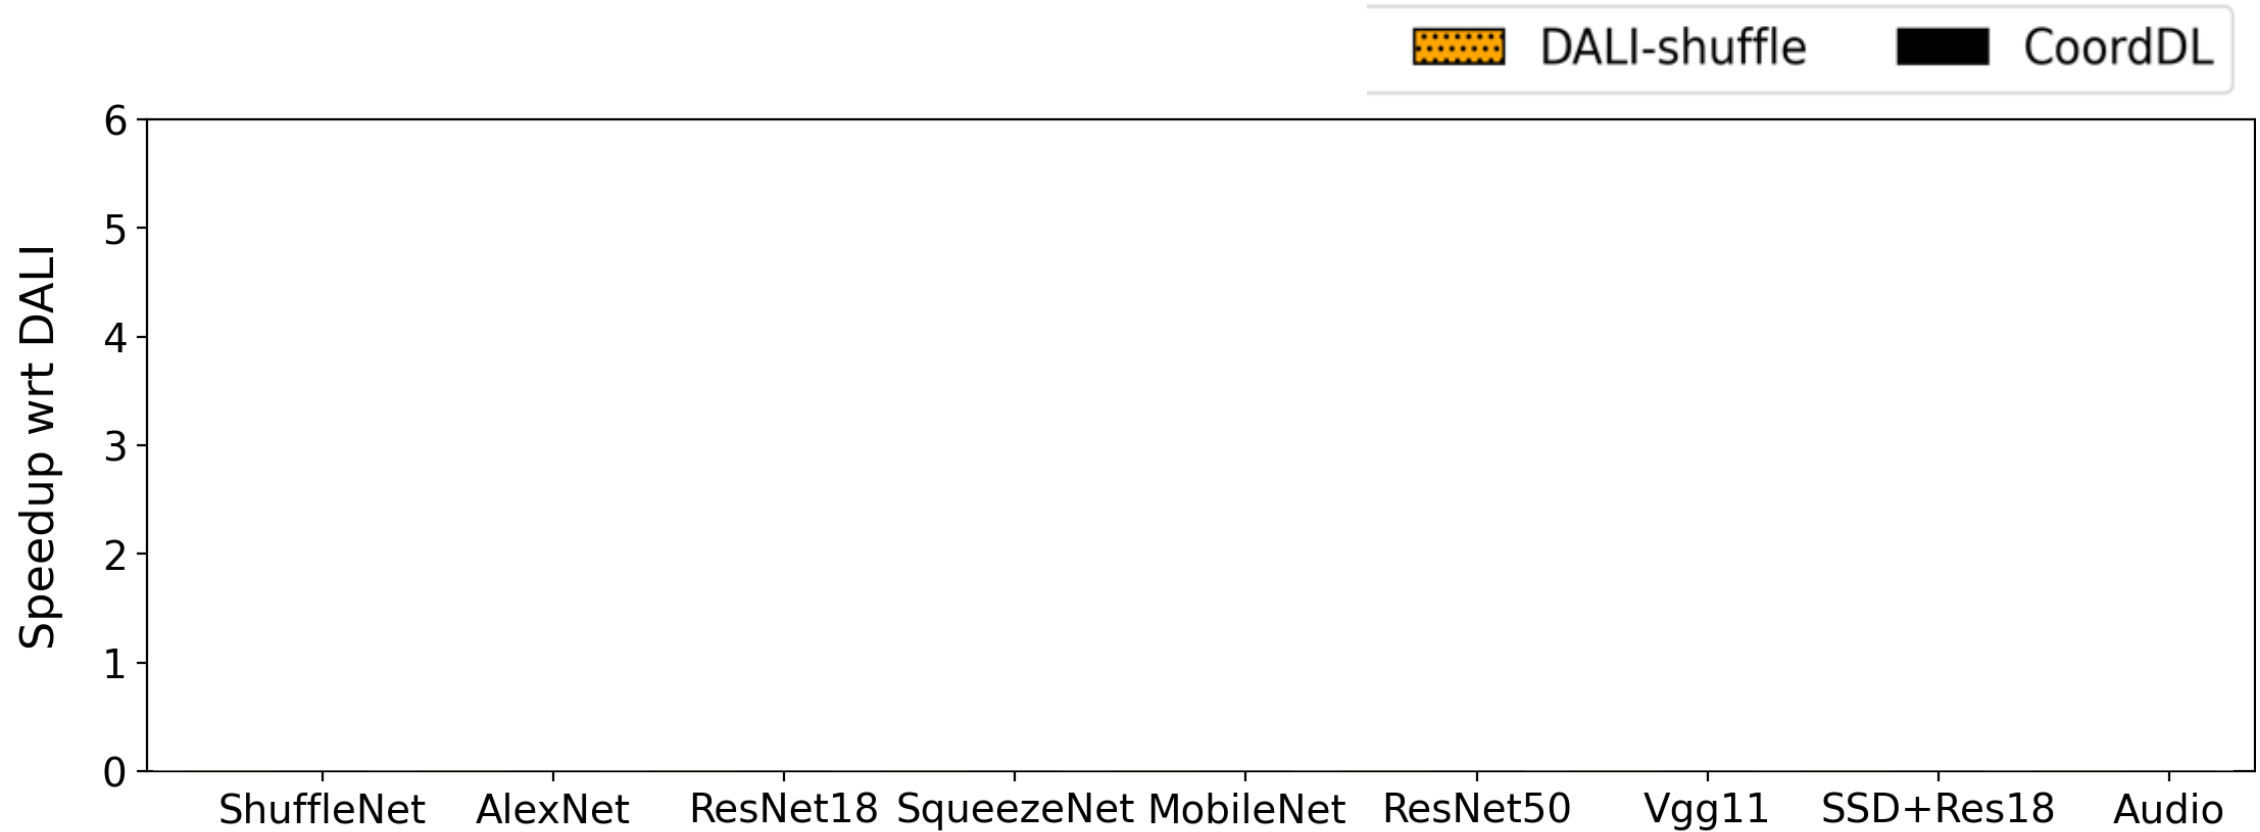 DALI-shuffle CoordDL
Speedup wrt DALI
6
5
4
3
2
1
0
ShuffleNet AlexNet ResNet18 SqueezeNet MobileNet ResNet50 Vgg11 SSD+Res18 Audio